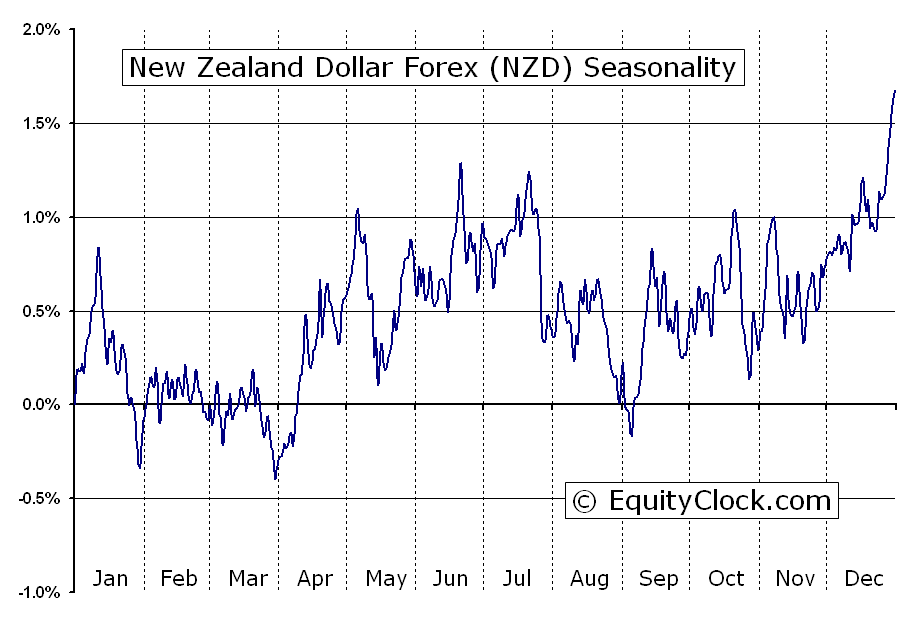 2.0%
New Zealand Dollar Forex (NZD) Seasonality
1.5%
1.0%
0.5%
0.0%
-0.5%
© EquityClock.com
Jan Feb Mar Apr May Jun Jul Aug Sep Oct Nov Dec
-1.0%